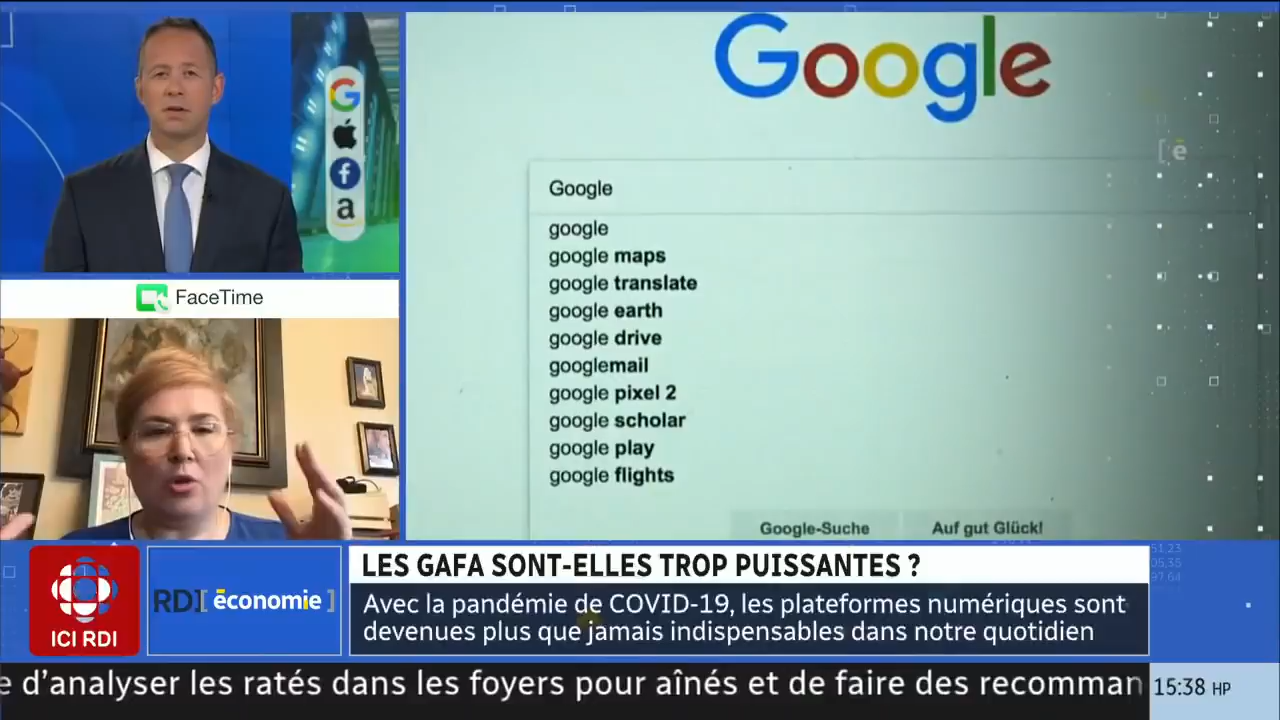 Google
Google
google
google maps
google translate
google earth
google drive
googlemail
google pixel 2
google scholar
google play
google flights
Google-Suche
Auf gut Glück!
[é
FaceTime
LES GAFA SONT-ELLES TROP PUISSANTES ?
Avec la pandémie de COVID-19, les plateformes numériques sont
devenues plus que jamais indispensables dans notre quotidien
ICI RDI
RDI[économie]
e d'analyser les ratés dans les foyers pour aînés et de faire des recomman
15:38 HP